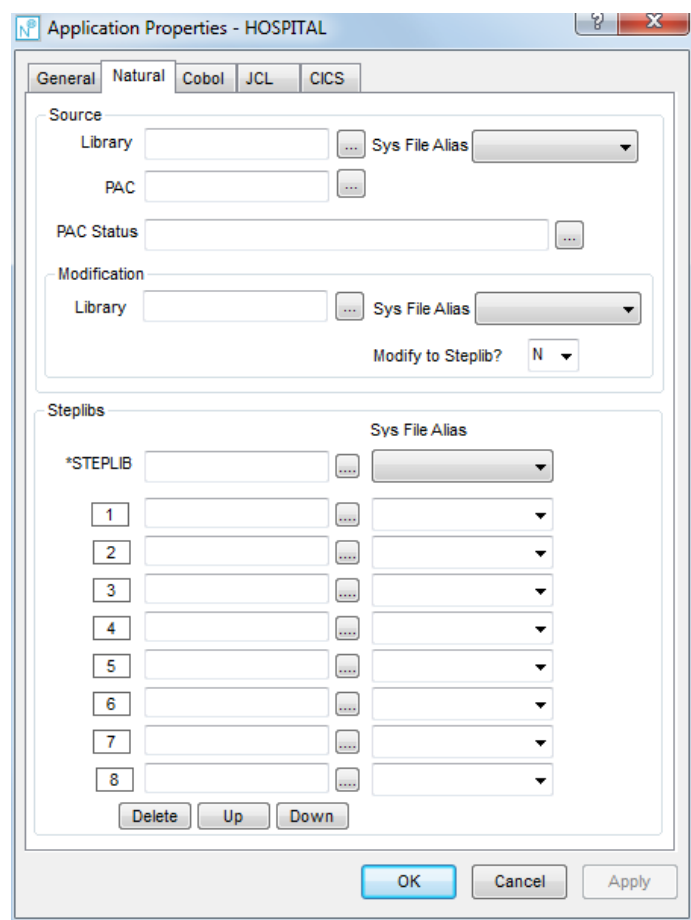 Application Properties - HOSPITAL
General Natural Cobol JCL CICS
Source
Library ... Sys File Alias
PAC ...
PAC Status ...
Modification
Library ... Sys File Alias
Modify to Steplib? N
Steplibs
Sys File Alias
*STEPLIB ....
1 ....
2 ....
3 ....
4 ....
5 ....
6 ....
7 ....
8 ....
Delete Up Down
OK Cancel Apply